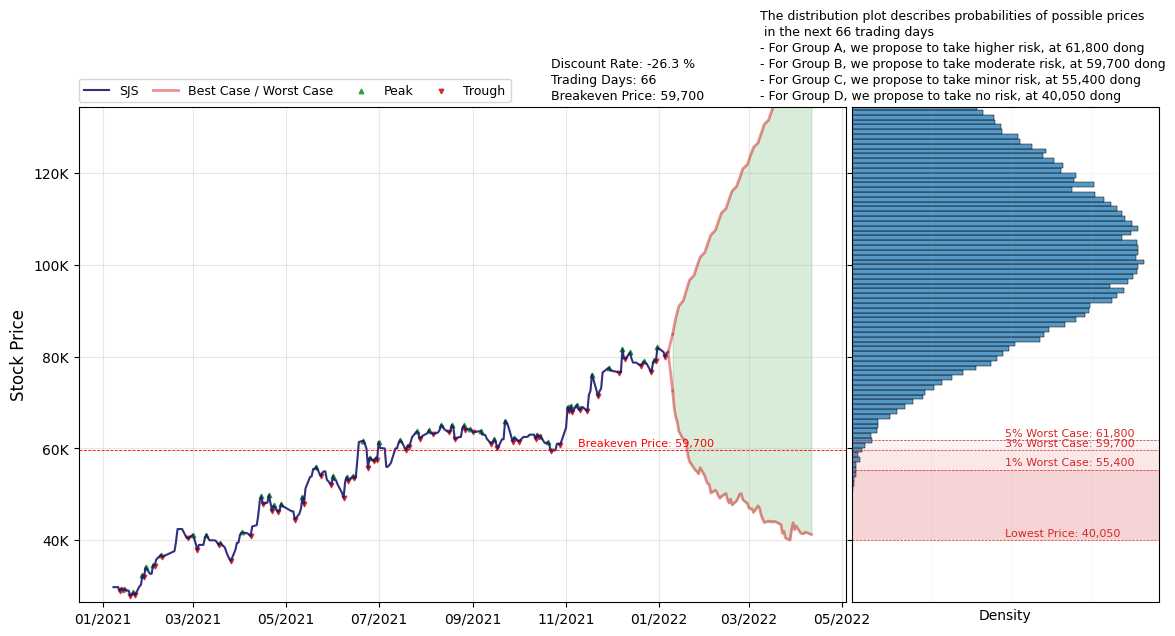 The distribution plot describes probabilities of possible prices
in the next 66 trading days
- For Group A, we propose to take higher risk, at 61,800 dong
- For Group B, we propose to take moderate risk, at 59,700 dong
- For Group C, we propose to take minor risk, at 55,400 dong
- For Group D, we propose to take no risk, at 40,050 dong
Discount Rate: -26.3 %
Trading Days: 66
Breakeven Price: 59,700
SJS
Best Case / Worst Case
Peak
Trough
Stock Price
120K
100K
80K
60K
40K
Breakeven Price: 59,700
5% Worst Case: 61,800
3% Worst Case: 59,700
1% Worst Case: 55,400
Lowest Price: 40,050
01/2021
03/2021
05/2021
07/2021
09/2021
11/2021
01/2022
03/2022
05/2022
Density